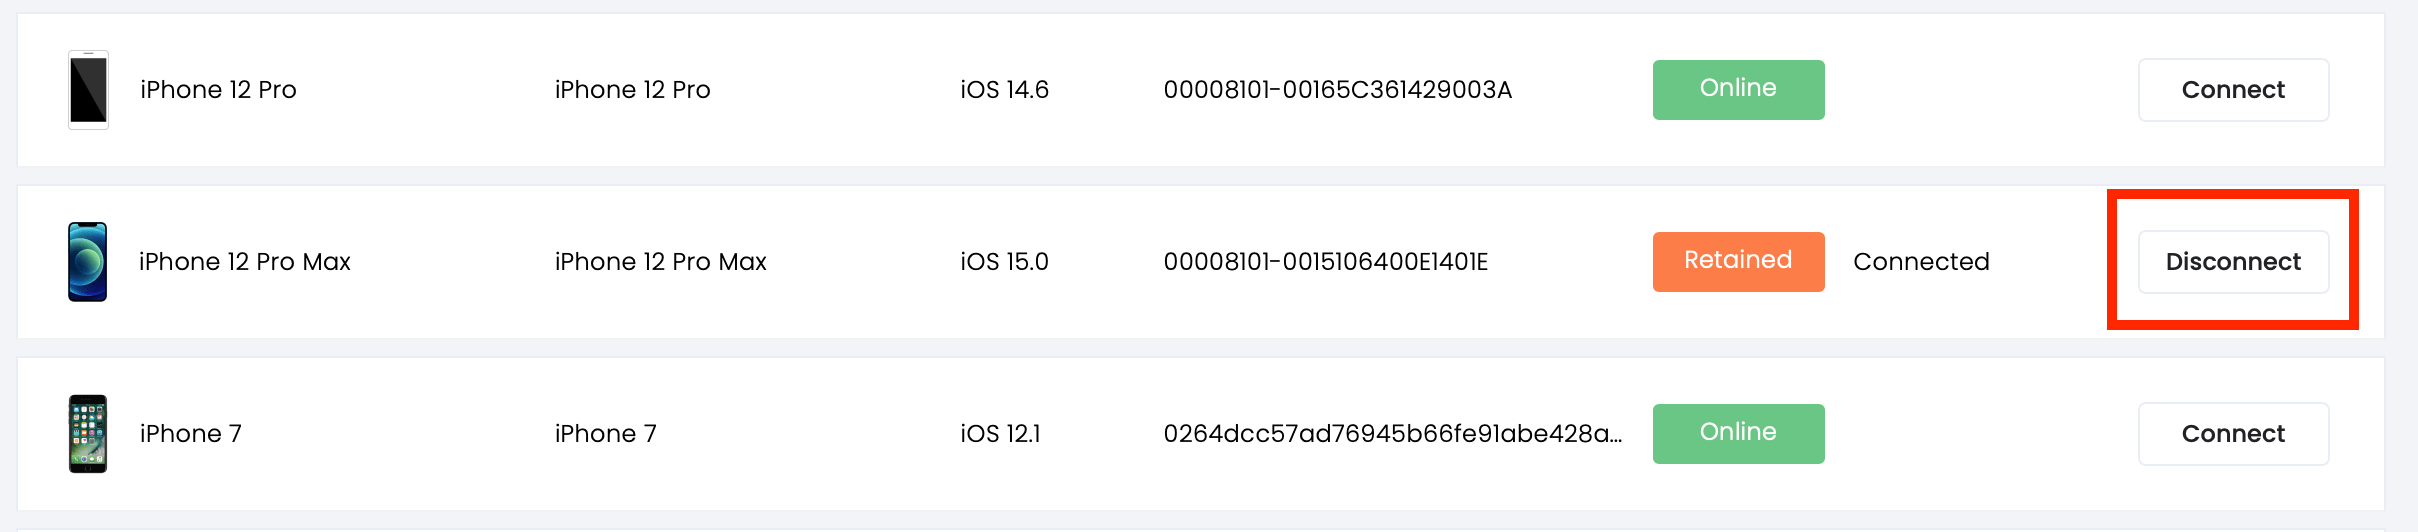 iPhone 12 Pro iPhone 12 Pro iOS 14.6 00008101-00165C361429003A Online Connect
iPhone 12 Pro Max iPhone 12 Pro Max iOS 15.0 00008101-0015106400E1401E Retained Connected Disconnect
iPhone 7 iPhone 7 iOS 12.1 0264dcc57ad76945b66fe91abe428a... Online Connect